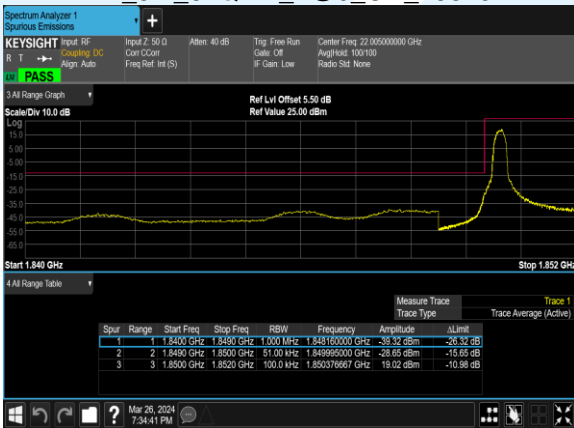 Spectrum Analyzer 1
Spurious Emissions
+
KEYSIGHT Input: RF Input Z: 50 Ω Atten: 40 dB Trig: Free Run Center Freq: 22.005000000 GHz
R T Coupling: DC Corr CCorr Gate: Off Avg|Hold: 100/100
Align: Auto Freq Ref: Int (S) IF Gain: Low Radio Std: None
PASS
3 All Range Graph
Ref Lvl Offset 5.50 dB
Scale/Div 10.0 dB Ref Value 25.00 dBm
Log
15.0
5.00
-5.00
-15.0
-25.0
-35.0
-45.0
-55.0
-65.0
Start 1.840 GHz Stop 1.852 GHz
4 All Range Table
Measure Trace Trace 1
Trace Type Trace Average (Active)
Spur Range Start Freq Stop Freq RBW Frequency Amplitude ΔLimit
1 1 1.8400 GHz 1.8490 GHz 1.000 MHz 1.848160000 GHz -39.32 dBm -26.32 dB
2 2 1.8490 GHz 1.8500 GHz 51.00 kHz 1.849995000 GHz -28.65 dBm -15.65 dB
3 3 1.8500 GHz 1.8520 GHz 100.0 kHz 1.850376667 GHz 19.02 dBm -10.98 dB
? Mar 26, 2024
7:34:41 PM